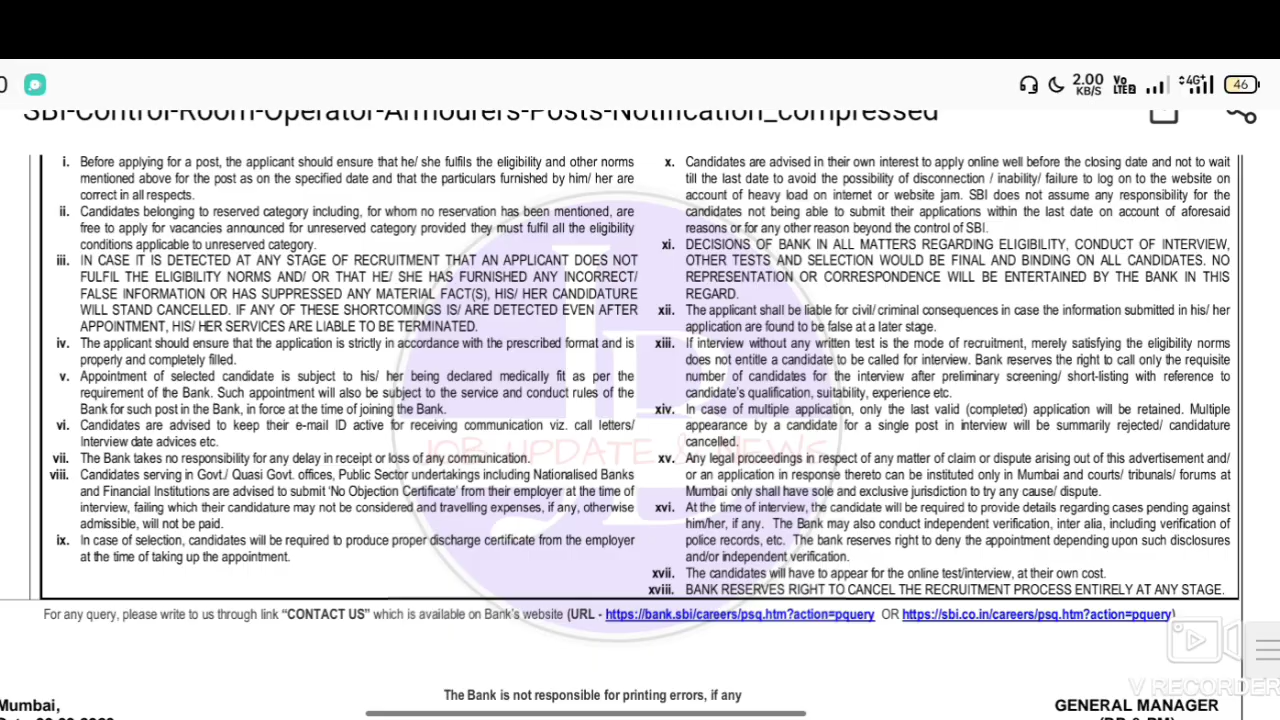 0
2.00
KB/S
Vo
LTE
4G+
46
SBI-Control-Room-Operator-Armourers-Posts-Notification_compressed
i. Before applying for a post, the applicant should ensure that he/ she fulfils the eligibility and other norms
mentioned above for the post as on the specified date and that the particulars furnished by him/ her are
correct in all respects.
ii. Candidates belonging to reserved category including, for whom no reservation has been mentioned, are
free to apply for vacancies announced for unreserved category provided they must fulfil all the eligibility
conditions applicable to unreserved category.
iii. IN CASE IT IS DETECTED AT ANY STAGE OF RECRUITMENT THAT AN APPLICANT DOES NOT
FULFIL THE ELIGIBILITY NORMS AND/ OR THAT HE/ SHE HAS FURNISHED ANY INCORRECT/
FALSE INFORMATION OR HAS SUPPRESSED ANY MATERIAL FACT(S), HIS/ HER CANDIDATURE
WILL STAND CANCELLED. IF ANY OF THESE SHORTCOMINGS IS/ ARE DETECTED EVEN AFTER
APPOINTMENT, HIS/ HER SERVICES ARE LIABLE TO BE TERMINATED.
iv. The applicant should ensure that the application is strictly in accordance with the prescribed format and is
properly and completely filled.
v. Appointment of selected candidate is subject to his/ her being declared medically fit as per the
requirement of the Bank. Such appointment will also be subject to the service and conduct rules of the
Bank for such post in the Bank, in force at the time of joining the Bank.
vi. Candidates are advised to keep their e-mail ID active for receiving communication viz. call letters/
Interview date advices etc.
vii. The Bank takes no responsibility for any delay in receipt or loss of any communication.
viii. Candidates serving in Govt./ Quasi Govt. offices, Public Sector undertakings including Nationalised Banks
and Financial Institutions are advised to submit 'No Objection Certificate' from their employer at the time of
interview, failing which their candidature may not be considered and travelling expenses, if any, otherwise
admissible, will not be paid.
ix. In case of selection, candidates will be required to produce proper discharge certificate from the employer
at the time of taking up the appointment.
x. Candidates are advised in their own interest to apply online well before the closing date and not to wait
till the last date to avoid the possibility of disconnection / inability/ failure to log on to the website on
account of heavy load on internet or website jam. SBI does not assume any responsibility for the
candidates not being able to submit their applications within the last date on account of aforesaid
reasons or for any other reason beyond the control of SBI.
xi. DECISIONS OF BANK IN ALL MATTERS REGARDING ELIGIBILITY, CONDUCT OF INTERVIEW,
OTHER TESTS AND SELECTION WOULD BE FINAL AND BINDING ON ALL CANDIDATES. NO
REPRESENTATION OR CORRESPONDENCE WILL BE ENTERTAINED BY THE BANK IN THIS
REGARD.
xii. The applicant shall be liable for civil/ criminal consequences in case the information submitted in his/ her
application are found to be false at a later stage.
xiii. If interview without any written test is the mode of recruitment, merely satisfying the eligibility norms
does not entitle a candidate to be called for interview. Bank reserves the right to call only the requisite
number of candidates for the interview after preliminary screening/ short-listing with reference to
candidate's qualification, suitability, experience etc.
xiv. In case of multiple application, only the last valid (completed) application will be retained. Multiple
appearance by a candidate for a single post in interview will be summarily rejected/ candidature
cancelled.
xv. Any legal proceedings in respect of any matter of claim or dispute arising out of this advertisement and/
or an application in response thereto can be instituted only in Mumbai and courts/ tribunals/ forums at
Mumbai only shall have sole and exclusive jurisdiction to try any cause/ dispute.
xvi. At the time of interview, the candidate will be required to provide details regarding cases pending against
him/her, if any. The Bank may also conduct independent verification, inter alia, including verification of
police records, etc. The bank reserves right to deny the appointment depending upon such disclosures
and/or independent verification.
xvii. The candidates will have to appear for the online test/interview, at their own cost.
xviii. BANK RESERVES RIGHT TO CANCEL THE RECRUITMENT PROCESS ENTIRELY AT ANY STAGE.
JOB UPDATE & NEWS
For any query, please write to us through link "CONTACT US" which is available on Bank's website (URL - https://bank.sbi/careers/psq.htm?action=pquery OR https://sbi.co.in/careers/psq.htm?action=pquery)
V RECORDER
The Bank is not responsible for printing errors, if any
Mumbai,
GENERAL MANAGER